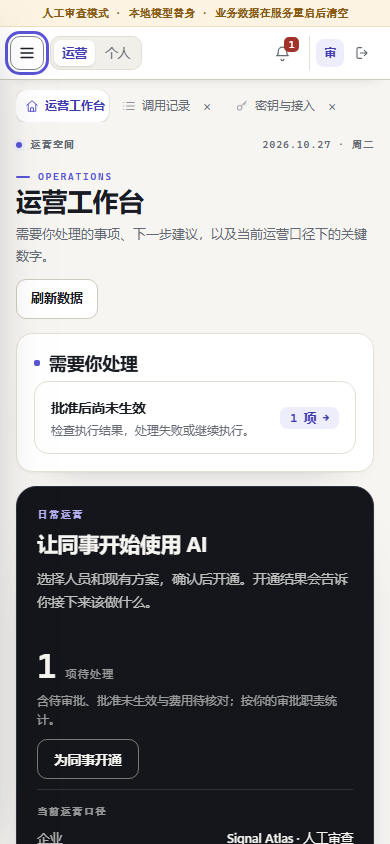 人工审查模式 · 本地模型替身 · 业务数据在服务重启后清空
运营 个人 1 审
运营工作台 调用记录 × 密钥与接入 ×
运营空间 2026.10.27 · 周二
OPERATIONS
运营工作台
需要你处理的事项、下一步建议，以及当前运营口径下的关键
数字。
刷新数据
需要你处理
批准后尚未生效
检查执行结果，处理失败或继续执行。
1 项 →
日常运营
让同事开始使用 AI
选择人员和现有方案，确认后开通。开通结果会告诉
你接下来该做什么。
1 项待处理
含待审批、批准未生效与费用待核对；按你的审批职责统
计。
为同事开通
当前运营口径
企业 Signal Atlas · 人工审查